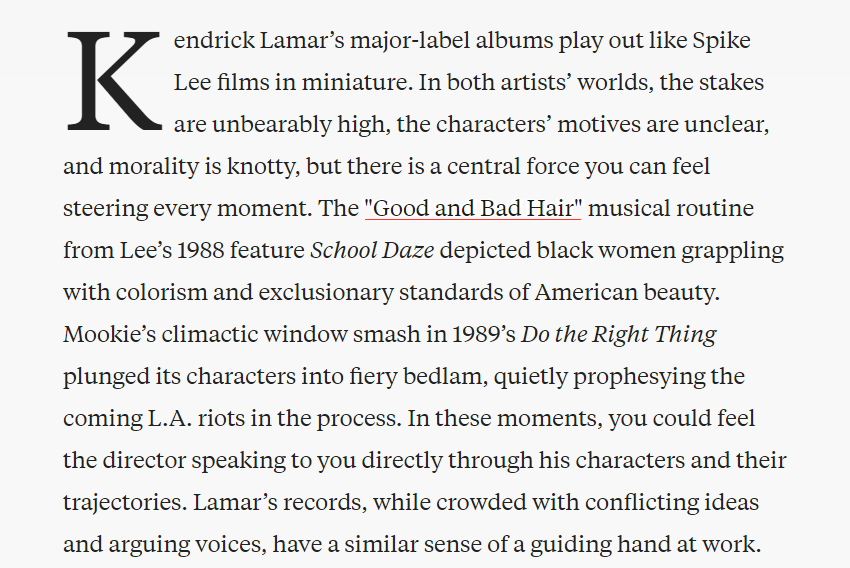 Kendrick Lamar’s major-label albums play out like Spike
Lee films in miniature. In both artists’ worlds, the stakes
are unbearably high, the characters’ motives are unclear,
and morality is knotty, but there is a central force you can feel
steering every moment. The "Good and Bad Hair" musical routine
from Lee’s 1988 feature School Daze depicted black women grappling
with colorism and exclusionary standards of American beauty.
Mookie’s climactic window smash in 1989’s Do the Right Thing
plunged its characters into fiery bedlam, quietly prophesying the
coming L.A. riots in the process. In these moments, you could feel
the director speaking to you directly through his characters and their
trajectories. Lamar’s records, while crowded with conflicting ideas
and arguing voices, have a similar sense of a guiding hand at work.